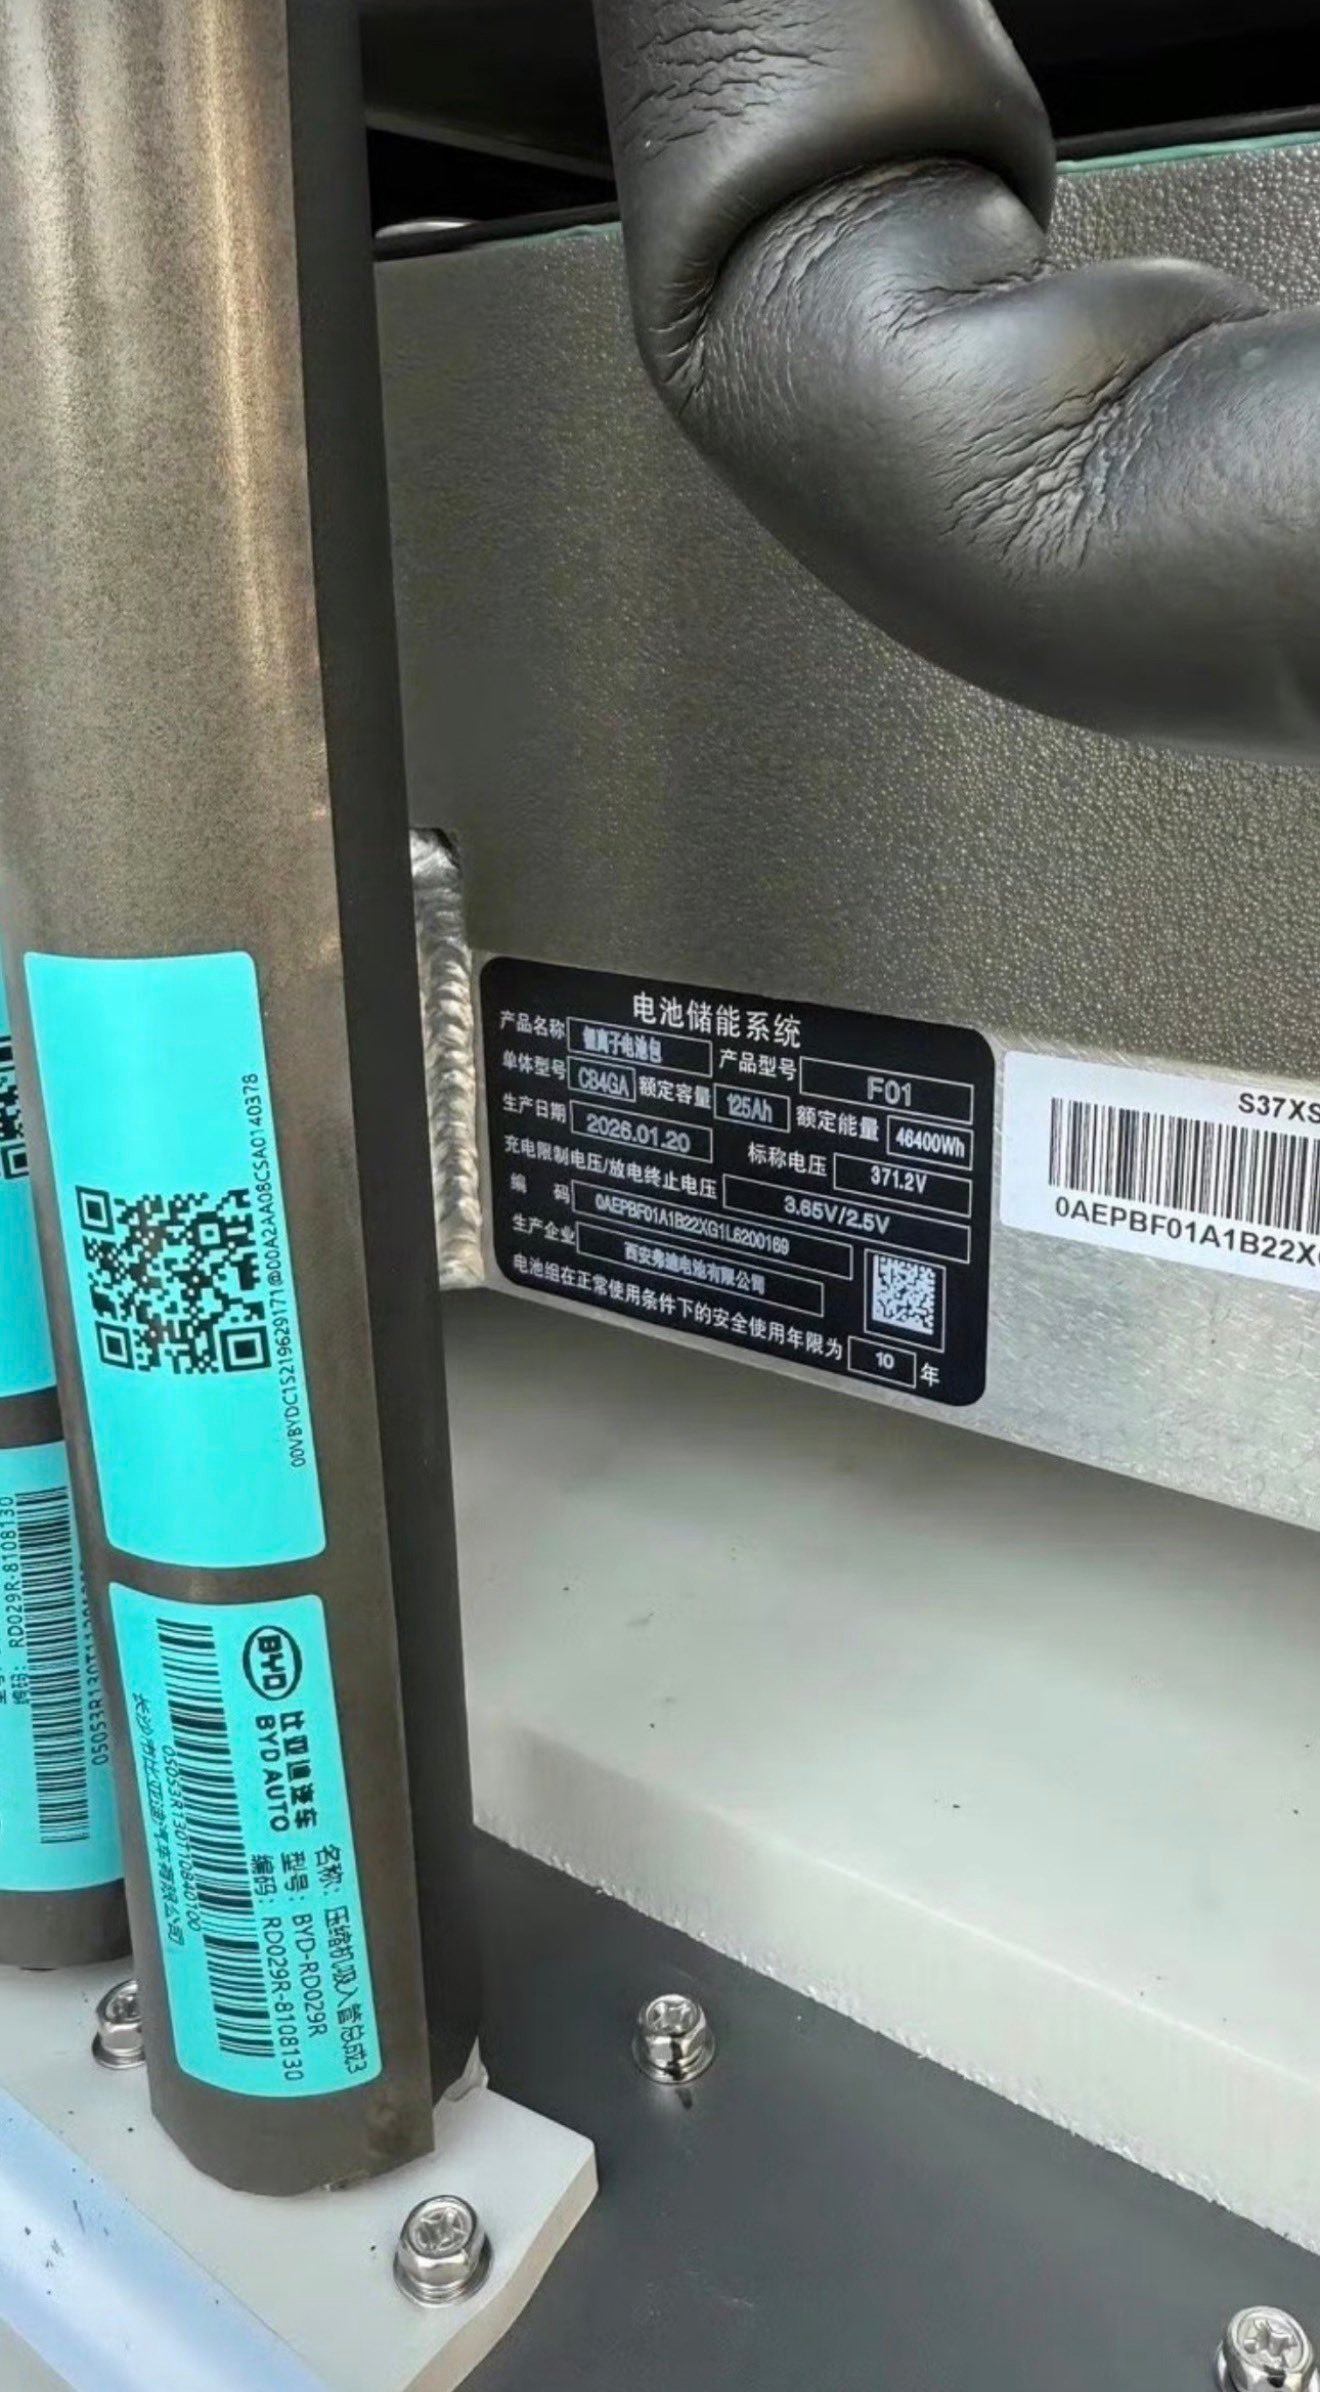 电池储能系统
产品名称 锂离子电池包 产品型号 F01
单体型号 CB4GA 额定容量 125Ah 额定能量 46400Wh
生产日期 2026.01.20 标称电压 371.2V
充电限制电压/放电终止电压 3.65V/2.5V
编 码 0AEPBF01A1B22XG1L6200169
生产企业 西安弗迪电池有限公司
电池组在正常使用条件下的安全使用年限为 10 年
S37XS
0AEPBF01A1B22X
00VBYDC1521962917100A2AA08CSA0140378
BYD
比亚迪汽车
BYD AUTO
名称: 压缩机吸入管总成3
型号: BYD-RD029R
编码: RD029R-8108130
05053R130T10840100
长沙市比亚迪汽车有限公司
编码: RD029R-8108130